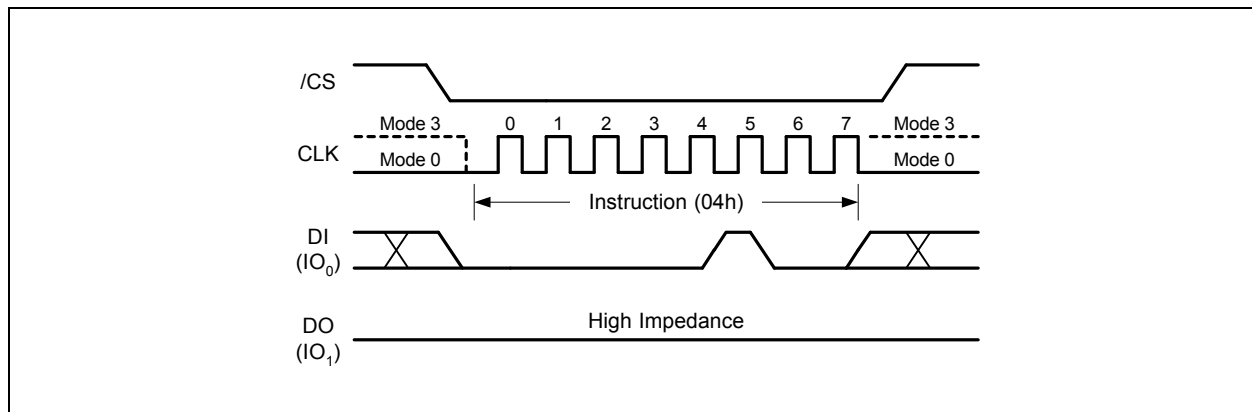 /CS
Mode 3 0 1 2 3 4 5 6 7 Mode 3
CLK
Mode 0 Mode 0
Instruction (04h)
DI
(IO₀)
High Impedance
DO
(IO₁)